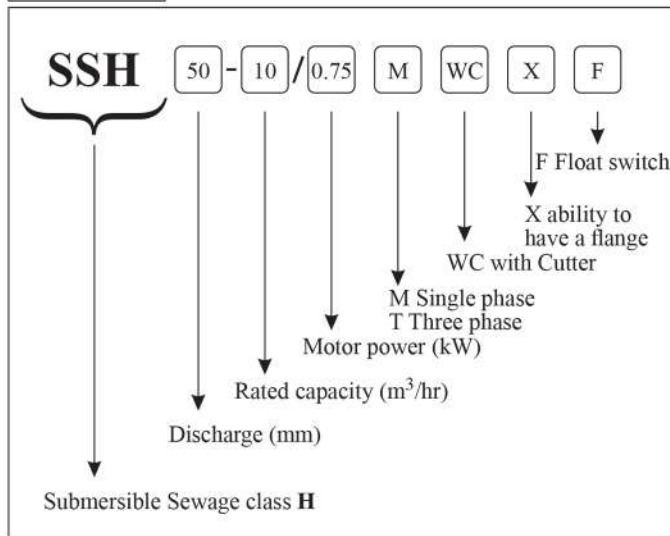 SSH 50 - 10 / 0.75 M WC X F
F Float switch
X ability to
have a flange
WC with Cutter
M Single phase
T Three phase
Motor power (kW)
Rated capacity (m³/hr)
Discharge (mm)
Submersible Sewage class H